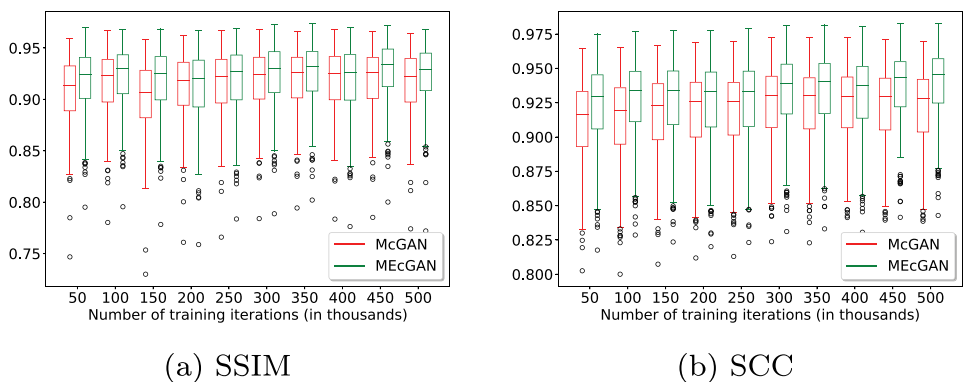 0.95
0.90
0.85
0.80
0.75
McGAN
MEcGAN
50 100 150 200 250 300 350 400 450 500
Number of training iterations (in thousands)
(a) SSIM
0.975
0.950
0.925
0.900
0.875
0.850
0.825
0.800
McGAN
MEcGAN
50 100 150 200 250 300 350 400 450 500
Number of training iterations (in thousands)
(b) SCC